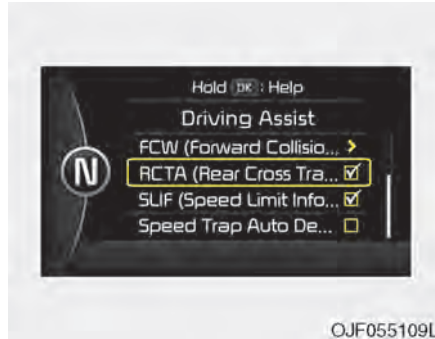 Hold OK : Help
Driving Assist
FCW (Forward Collisio...
N
RCTA (Rear Cross Tra...
SLIF (Speed Limit Info...
Speed Trap Auto De...
OJF055109L